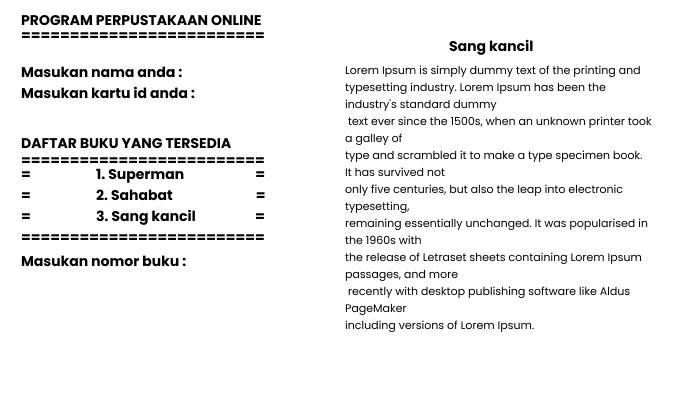 PROGRAM PERPUSTAKAAN ONLINE
=========================
Masukan nama anda :
Masukan kartu id anda :
DAFTAR BUKU YANG TERSEDIA
=========================
= 1. Superman =
= 2. Sahabat =
= 3. Sang kancil =
=========================
Masukan nomor buku :
Sang kancil
Lorem Ipsum is simply dummy text of the printing and
typesetting industry. Lorem Ipsum has been the
industry's standard dummy
text ever since the 1500s, when an unknown printer took
a galley of
type and scrambled it to make a type specimen book.
It has survived not
only five centuries, but also the leap into electronic
typesetting,
remaining essentially unchanged. It was popularised in
the 1960s with
the release of Letraset sheets containing Lorem Ipsum
passages, and more
recently with desktop publishing software like Aldus
PageMaker
including versions of Lorem Ipsum.